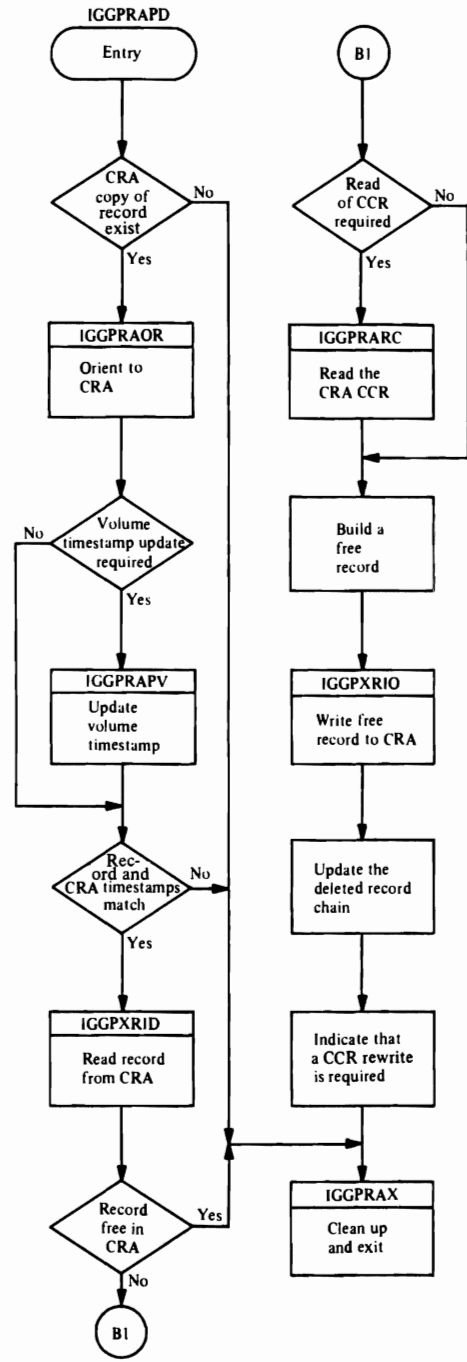 IGGPRAPD
Entry
CRA
copy of
record
exist
No
Yes
IGGPRAOR
Orient to
CRA
Volume
timestamp update
required
No
Yes
IGGPRAPV
Update
volume
timestamp
Rec-
ord and
CRA timestamps
match
No
Yes
IGGPXRID
Read record
from CRA
Record
free in
CRA
Yes
No
B1
B1
Read
of CCR
required
No
Yes
IGGPRARC
Read the
CRA CCR
Build a
free
record
IGGPXRIO
Write free
record to CRA
Update the
deleted record
chain
Indicate that
a CCR rewrite
is required
IGGPRAX
Clean up
and exit